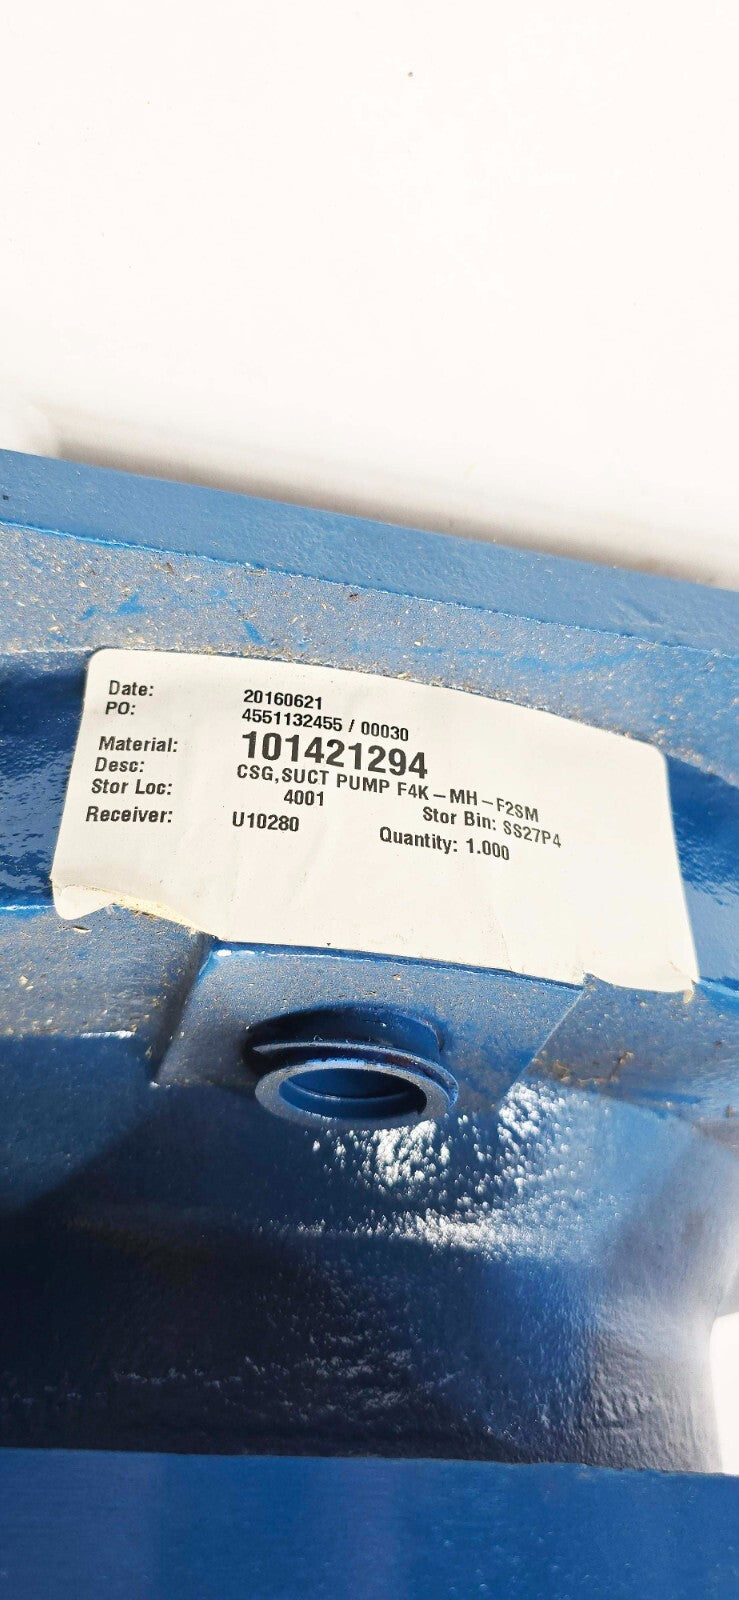 Date: 20160621
PO: 4551132455 / 00030
Material: 101421294
Desc: CSG,SUCT PUMP F4K-MH-F2SM
Stor Loc: 4001 Stor Bin: SS27P4
Receiver: U10280 Quantity: 1.000